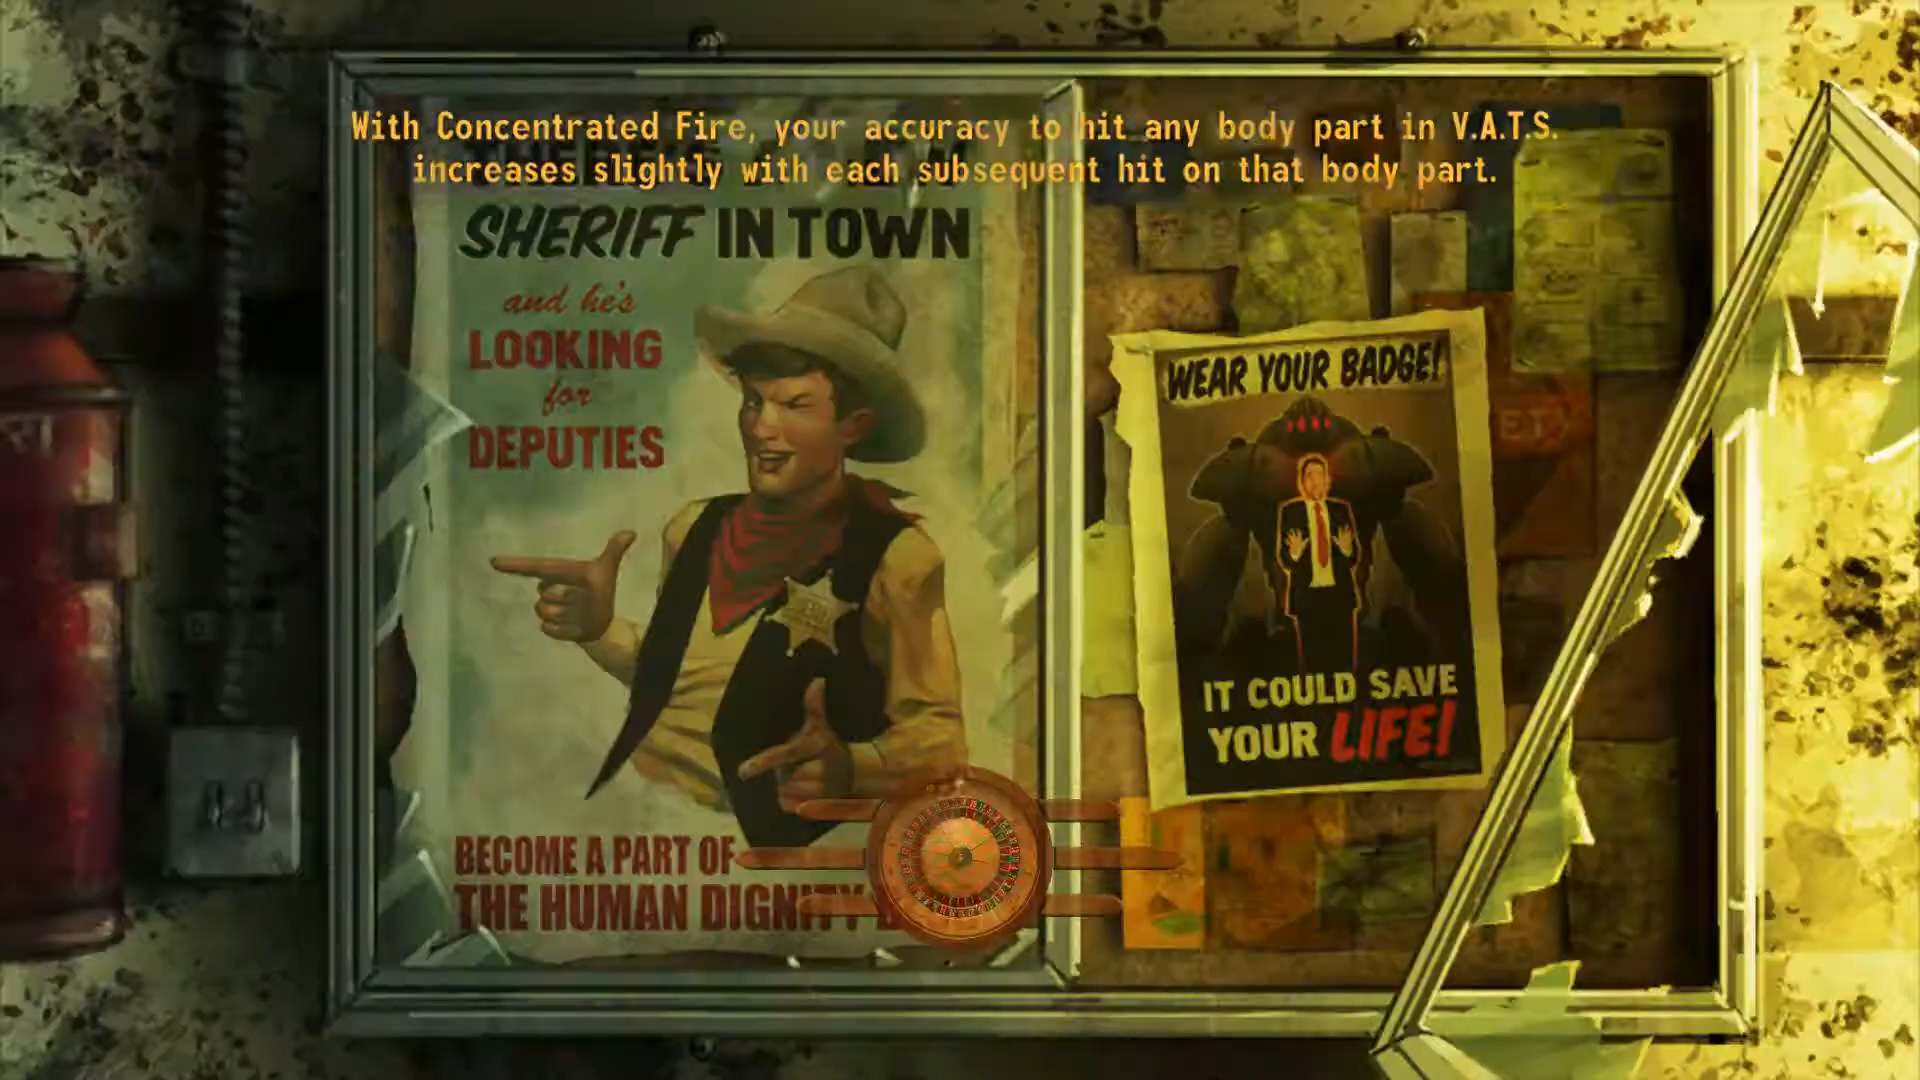 With Concentrated Fire, your accuracy to hit any body part in V.A.T.S.
increases slightly with each subsequent hit on that body part.
SHERIFF IN TOWN
and he's
LOOKING
for
DEPUTIES
BECOME A PART OF
THE HUMAN DIGNITY
WEAR YOUR BADGE!
IT COULD SAVE
YOUR LIFE!